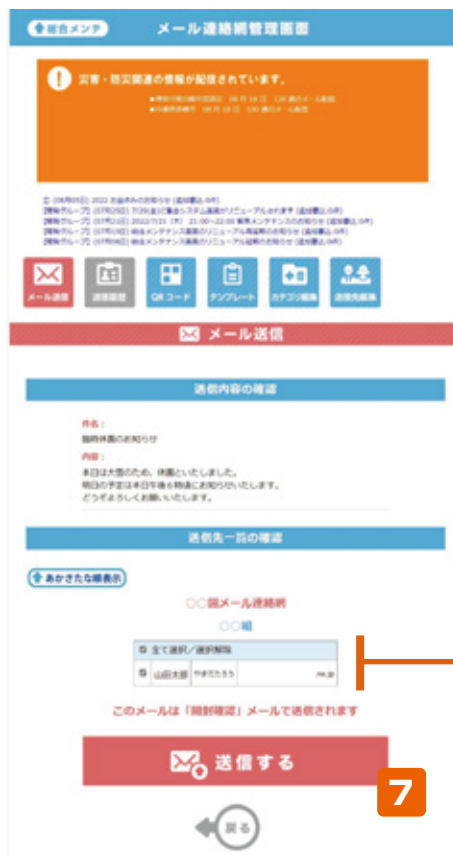 総合メンテ
メール連絡網管理画面
災害・防災関連の情報が配信されています。
メール送信
送信履歴
QRコード
テンプレート
カテゴリ編集
送信先編集
メール送信
送信内容の確認
件名：
臨時休園のお知らせ
内容：
本日は大雪のため、休園といたしました。
明日の予定は本日午後6時頃にお知らせいたします。
どうぞよろしくお願いいたします。
送信先一覧の確認
あかさたな順表示
○○園メール連絡網
○○組
全て選択／選択解除
山田太郎 やまだたろう
このメールは「開封確認」メールで送信されます
送信する
7
戻る